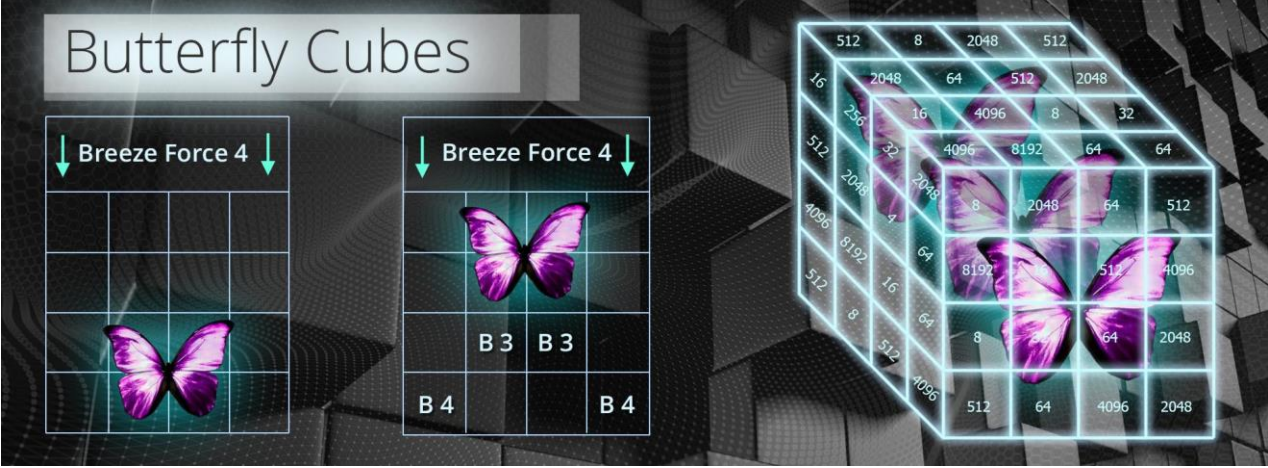 Butterfly Cubes
Breeze Force 4
Breeze Force 4
B 3 B 3
B 4 B 4
512 8 2048 512
2048 64 512 2048
16 4096 8 32
4096 8192 64 64
16 256 32 2048
512 2048 4 64
4096 8192 16 64
512 8 512 4096
8 2048 64 512
8192 16 512 4096
8 64 2048
512 64 4096 2048